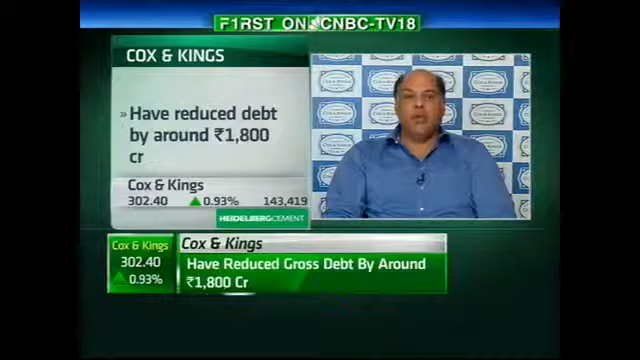 F1RST ON CNBC-TV18
COX & KINGS
» Have reduced debt
by around ₹1,800
cr
Cox & Kings
302.40 ▲ 0.93% 143,419
HEIDELBERGCEMENT
Cox & Kings
302.40
▲ 0.93%
Cox & Kings
Have Reduced Gross Debt By Around
₹1,800 Cr